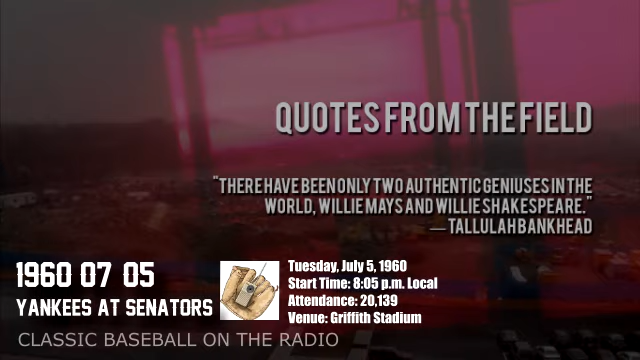 QUOTES FROM THE FIELD
"THERE HAVE BEEN ONLY TWO AUTHENTIC GENIUSES IN THE
WORLD, WILLIE MAYS AND WILLIE SHAKESPEARE."
— TALLULAH BANKHEAD
1960 07 05
YANKEES AT SENATORS
Tuesday, July 5, 1960
Start Time: 8:05 p.m. Local
Attendance: 20,139
Venue: Griffith Stadium
CLASSIC BASEBALL ON THE RADIO